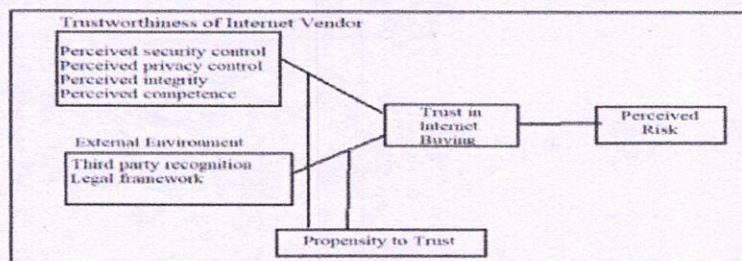 Trustworthiness of Internet Vendor
Perceived security control
Perceived privacy control
Perceived integrity
Perceived competence
External Environment
Third party recognition
Legal framework
Trust in
Internet
Buying
Perceived
Risk
Propensity to Trust